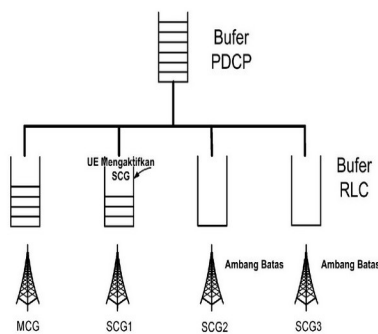 Bufer
PDCP
UE Mengaktifkan
SCG
Bufer
RLC
Ambang Batas
Ambang Batas
MCG
SCG1
SCG2
SCG3